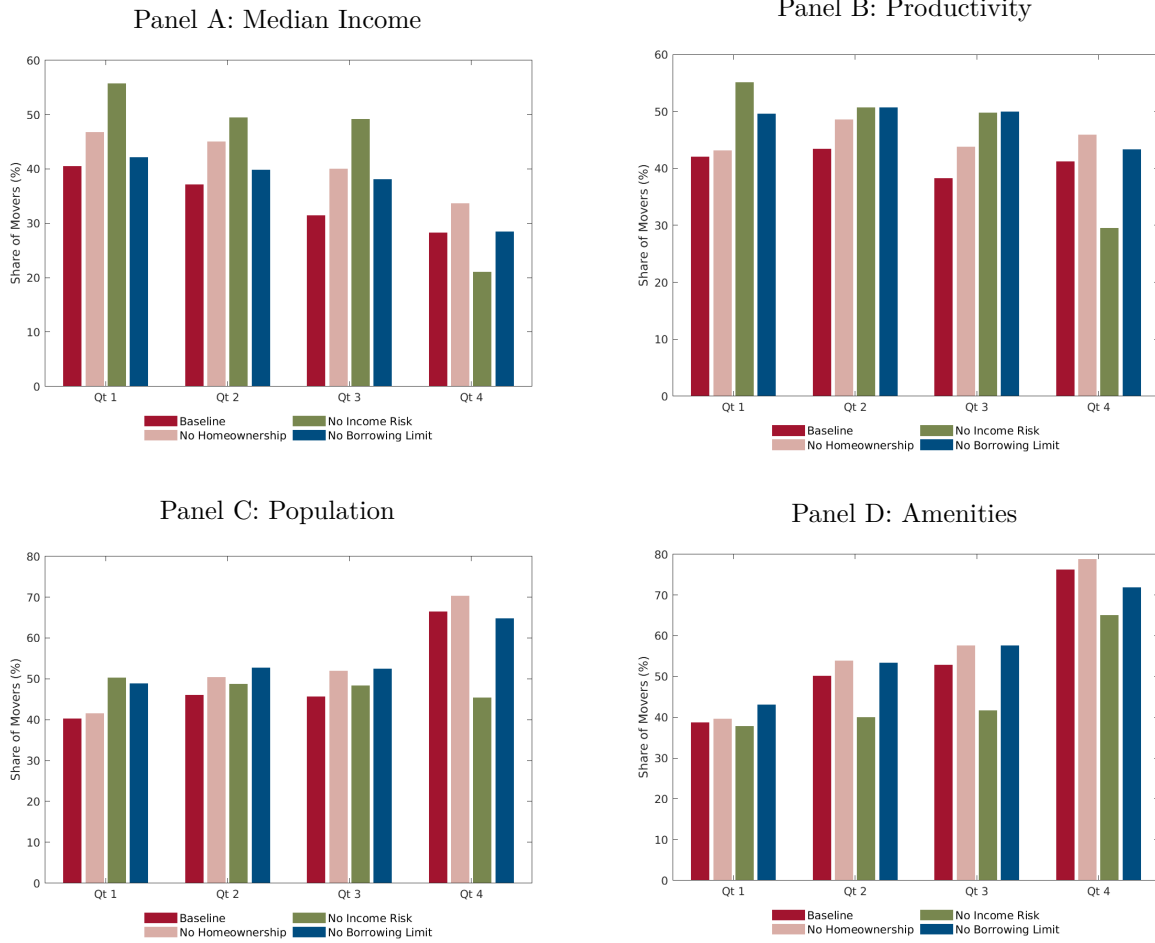 Panel A: Median Income
Share of Movers (%)
60
50
40
30
20
10
0
Qt 1 Qt 2 Qt 3 Qt 4
Baseline No Income Risk
No Homeownership No Borrowing Limit
Panel B: Productivity
Share of Movers (%)
60
50
40
30
20
10
0
Qt 1 Qt 2 Qt 3 Qt 4
Baseline No Income Risk
No Homeownership No Borrowing Limit
Panel C: Population
Share of Movers (%)
80
70
60
50
40
30
20
10
0
Qt 1 Qt 2 Qt 3 Qt 4
Baseline No Income Risk
No Homeownership No Borrowing Limit
Panel D: Amenities
Share of Movers (%)
80
70
60
50
40
30
20
10
0
Qt 1 Qt 2 Qt 3 Qt 4
Baseline No Income Risk
No Homeownership No Borrowing Limit